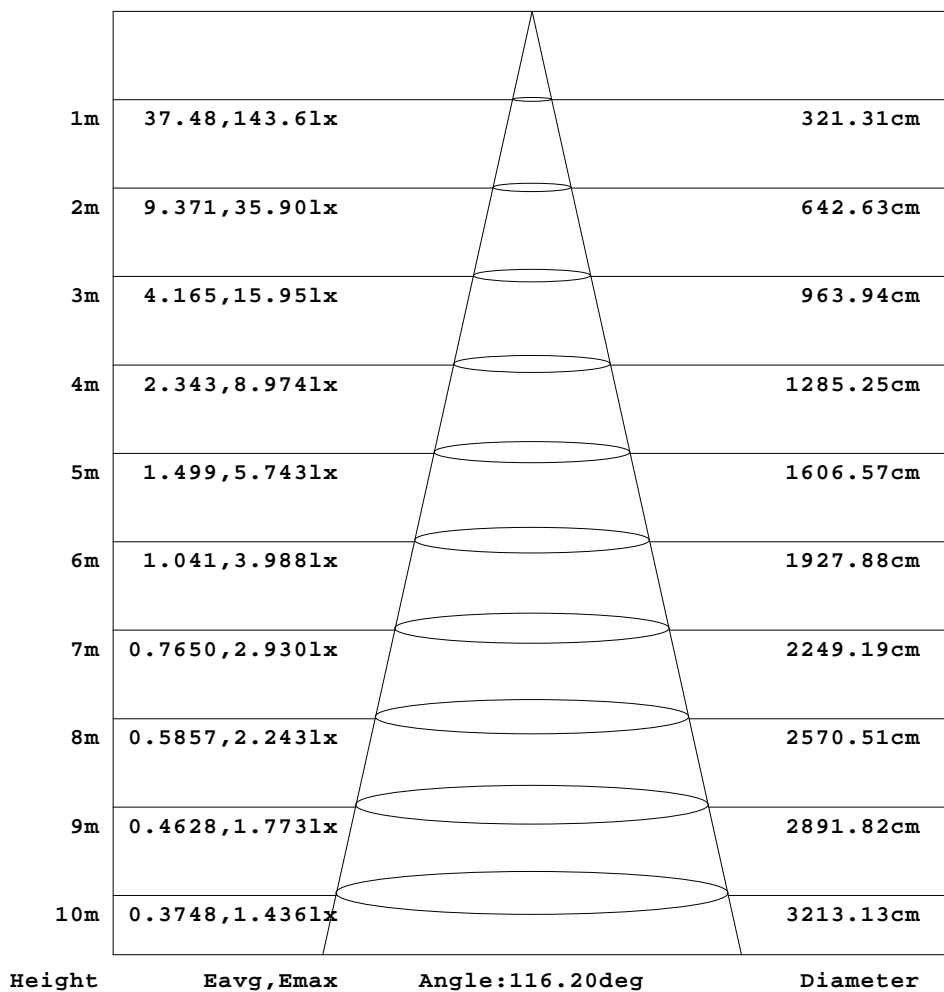 1m 37.48,143.6lx 321.31cm
2m 9.371,35.90lx 642.63cm
3m 4.165,15.95lx 963.94cm
4m 2.343,8.974lx 1285.25cm
5m 1.499,5.743lx 1606.57cm
6m 1.041,3.988lx 1927.88cm
7m 0.7650,2.930lx 2249.19cm
8m 0.5857,2.243lx 2570.51cm
9m 0.4628,1.773lx 2891.82cm
10m 0.3748,1.436lx 3213.13cm
Height Eavg,Emax Angle:116.20deg Diameter